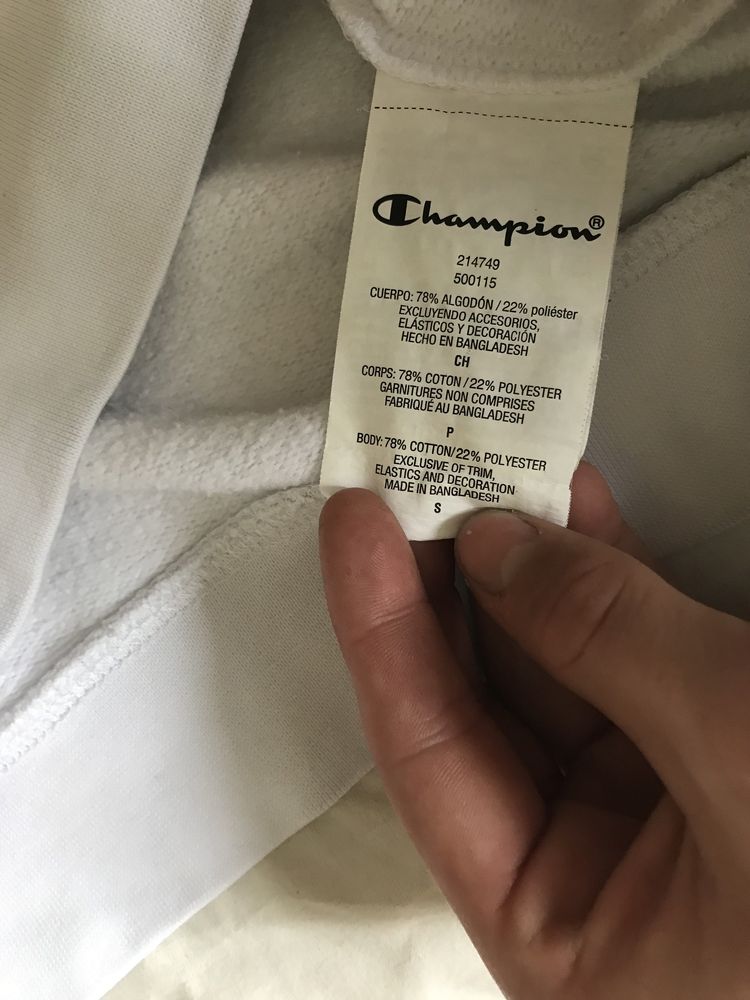 Champion®
214749
500115
CUERPO: 78% ALGODÓN / 22% poliéster
EXCLUYENDO ACCESORIOS,
ELÁSTICOS Y DECORACIÓN
HECHO EN BANGLADESH
CH
CORPS: 78% COTON / 22% POLYESTER
GARNITURES NON COMPRISES
FABRIQUÉ AU BANGLADESH
P
BODY: 78% COTTON/ 22% POLYESTER
EXCLUSIVE OF TRIM,
ELASTICS AND DECORATION
MADE IN BANGLADESH
S